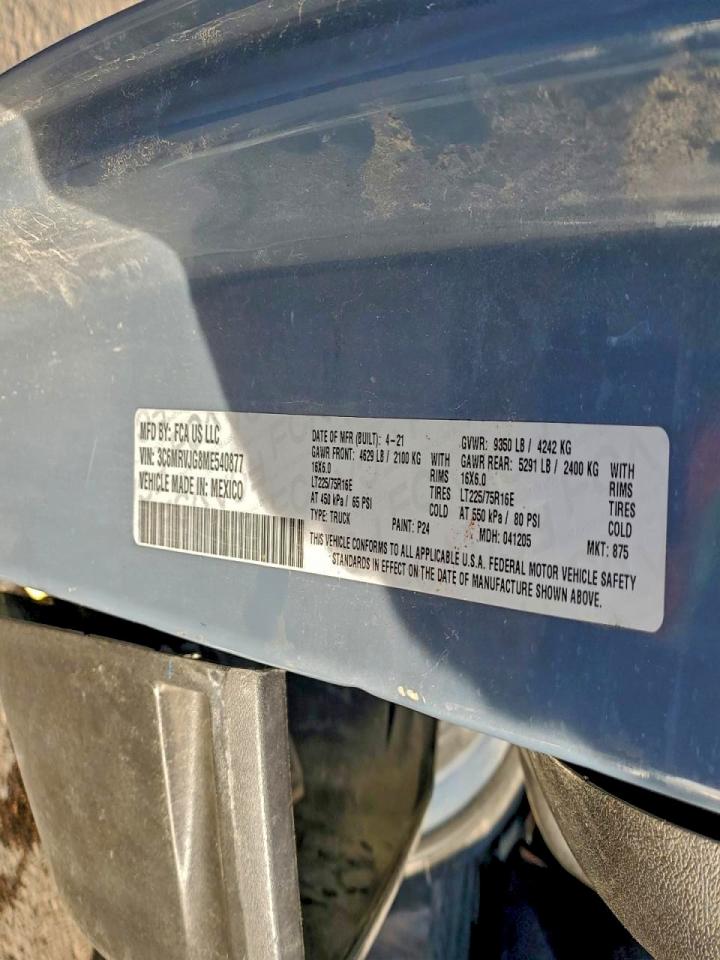 MFD BY: FCA US LLC
VIN: 3C6MRVJG8ME540877
VEHICLE MADE IN: MEXICO
DATE OF MFR (BUILT): 4-21
GAWR FRONT: 4629 LB / 2100 KG WITH
16X6.0 RIMS
LT225/75R16E TIRES
AT 450 kPa / 65 PSI COLD
TYPE: TRUCK PAINT: P24
GVWR: 9350 LB / 4242 KG
GAWR REAR: 5291 LB / 2400 KG WITH
16X6.0 RIMS
LT225/75R16E TIRES
AT 550 kPa / 80 PSI COLD
MDH: 041205 MKT: 875
THIS VEHICLE CONFORMS TO ALL APPLICABLE U.S.A. FEDERAL MOTOR VEHICLE SAFETY
STANDARDS IN EFFECT ON THE DATE OF MANUFACTURE SHOWN ABOVE.